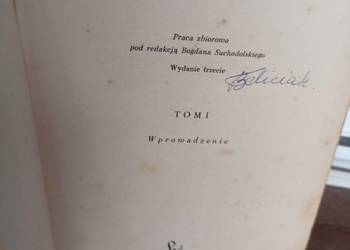 Praca zbiorowa
pod redakcją Bogdana Suchodolskiego
Wydanie trzecie
TOM I
Wprowadzenie